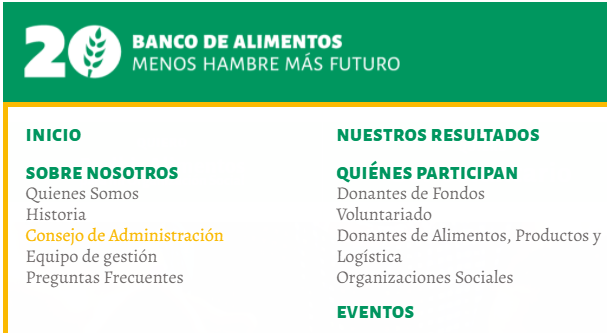 20 BANCO DE ALIMENTOS
MENOS HAMBRE MÁS FUTURO
INICIO
SOBRE NOSOTROS
Quienes Somos
Historia
Consejo de Administración
Equipo de gestión
Preguntas Frecuentes
NUESTROS RESULTADOS
QUIÉNES PARTICIPAN
Donantes de Fondos
Voluntariado
Donantes de Alimentos, Productos y
Logística
Organizaciones Sociales
EVENTOS